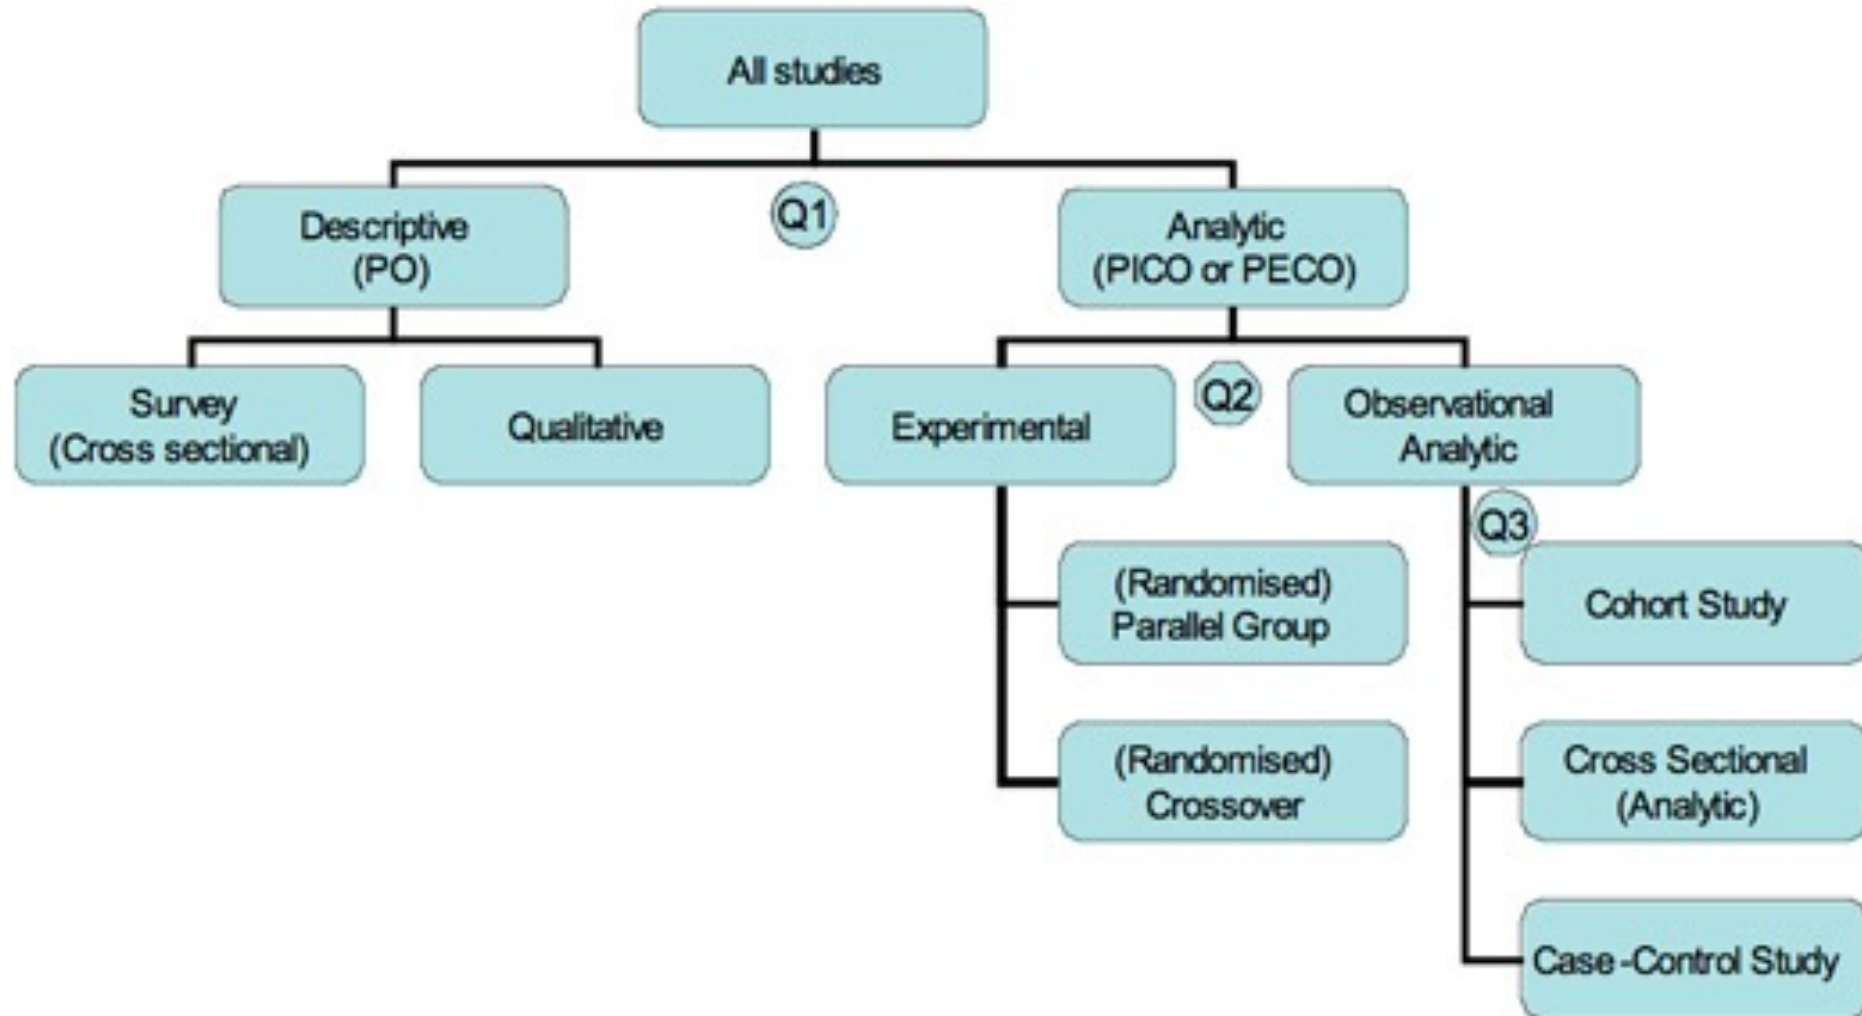 All studies
Q1
Descriptive
(PO)
Analytic
(PICO or PECO)
Survey
(Cross sectional)
Qualitative
Experimental
Q2
Observational
Analytic
Q3
(Randomised)
Parallel Group
Cohort Study
(Randomised)
Crossover
Cross Sectional
(Analytic)
Case-Control Study